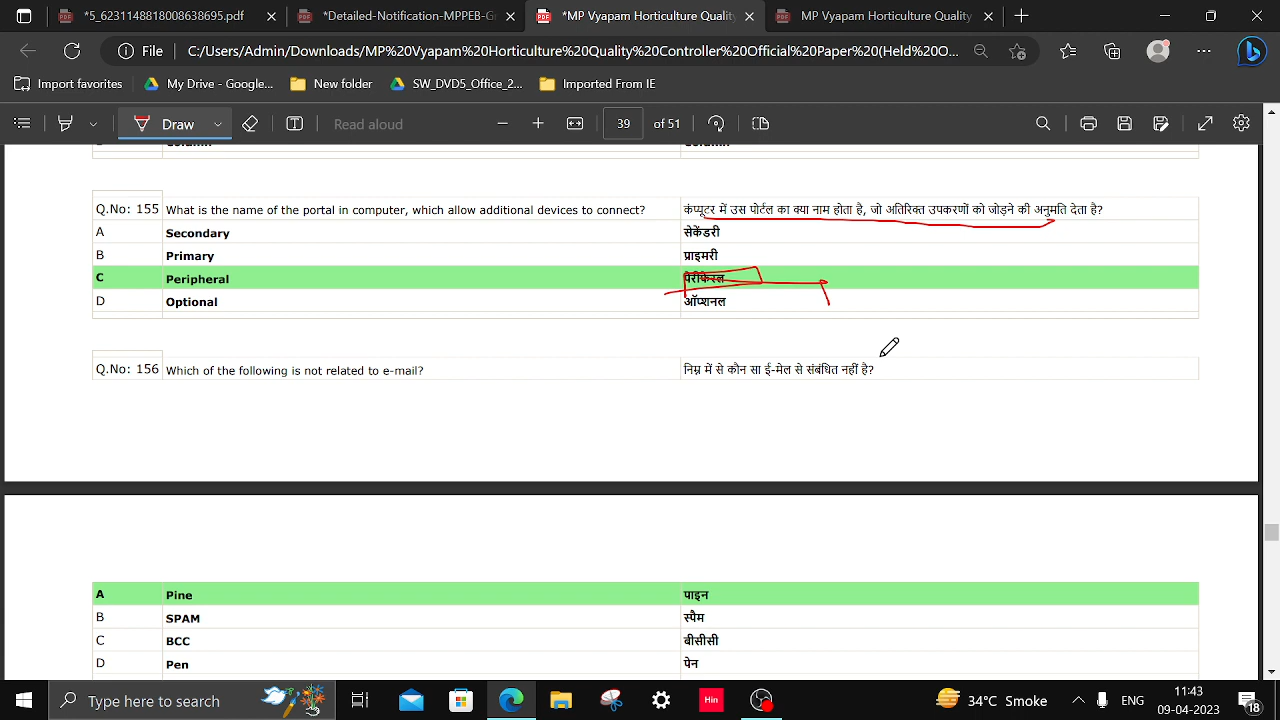 *5_6231148818008638695.pdf
*Detailed-Notification-MPPEB-G
*MP Vyapam Horticulture Quality
MP Vyapam Horticulture Quality
File
C:/Users/Admin/Downloads/MP%20Vyapam%20Horticulture%20Quality%20Controller%20Official%20Paper%20(Held%20O...
Import favorites
My Drive - Google...
New folder
SW_DVD5_Office_2...
Imported From IE
Draw
Read aloud
39 of 51
Q.No: 155 What is the name of the portal in computer, which allow additional devices to connect? कंप्यूटर में उस पोर्टल का क्या नाम होता है, जो अतिरिक्त उपकरणों को जोड़ने की अनुमति देता है?
A Secondary सेकेंडरी
B Primary प्राइमरी
C Peripheral पेरीफेरल
D Optional ऑप्शनल
Q.No: 156 Which of the following is not related to e-mail? निम्न में से कौन सा ई-मेल से संबंधित नहीं है?
A Pine पाइन
B SPAM स्पैम
C BCC बीसीसी
D Pen पेन
Type here to search
Hin
34°C Smoke
ENG
11:43
09-04-2023
18